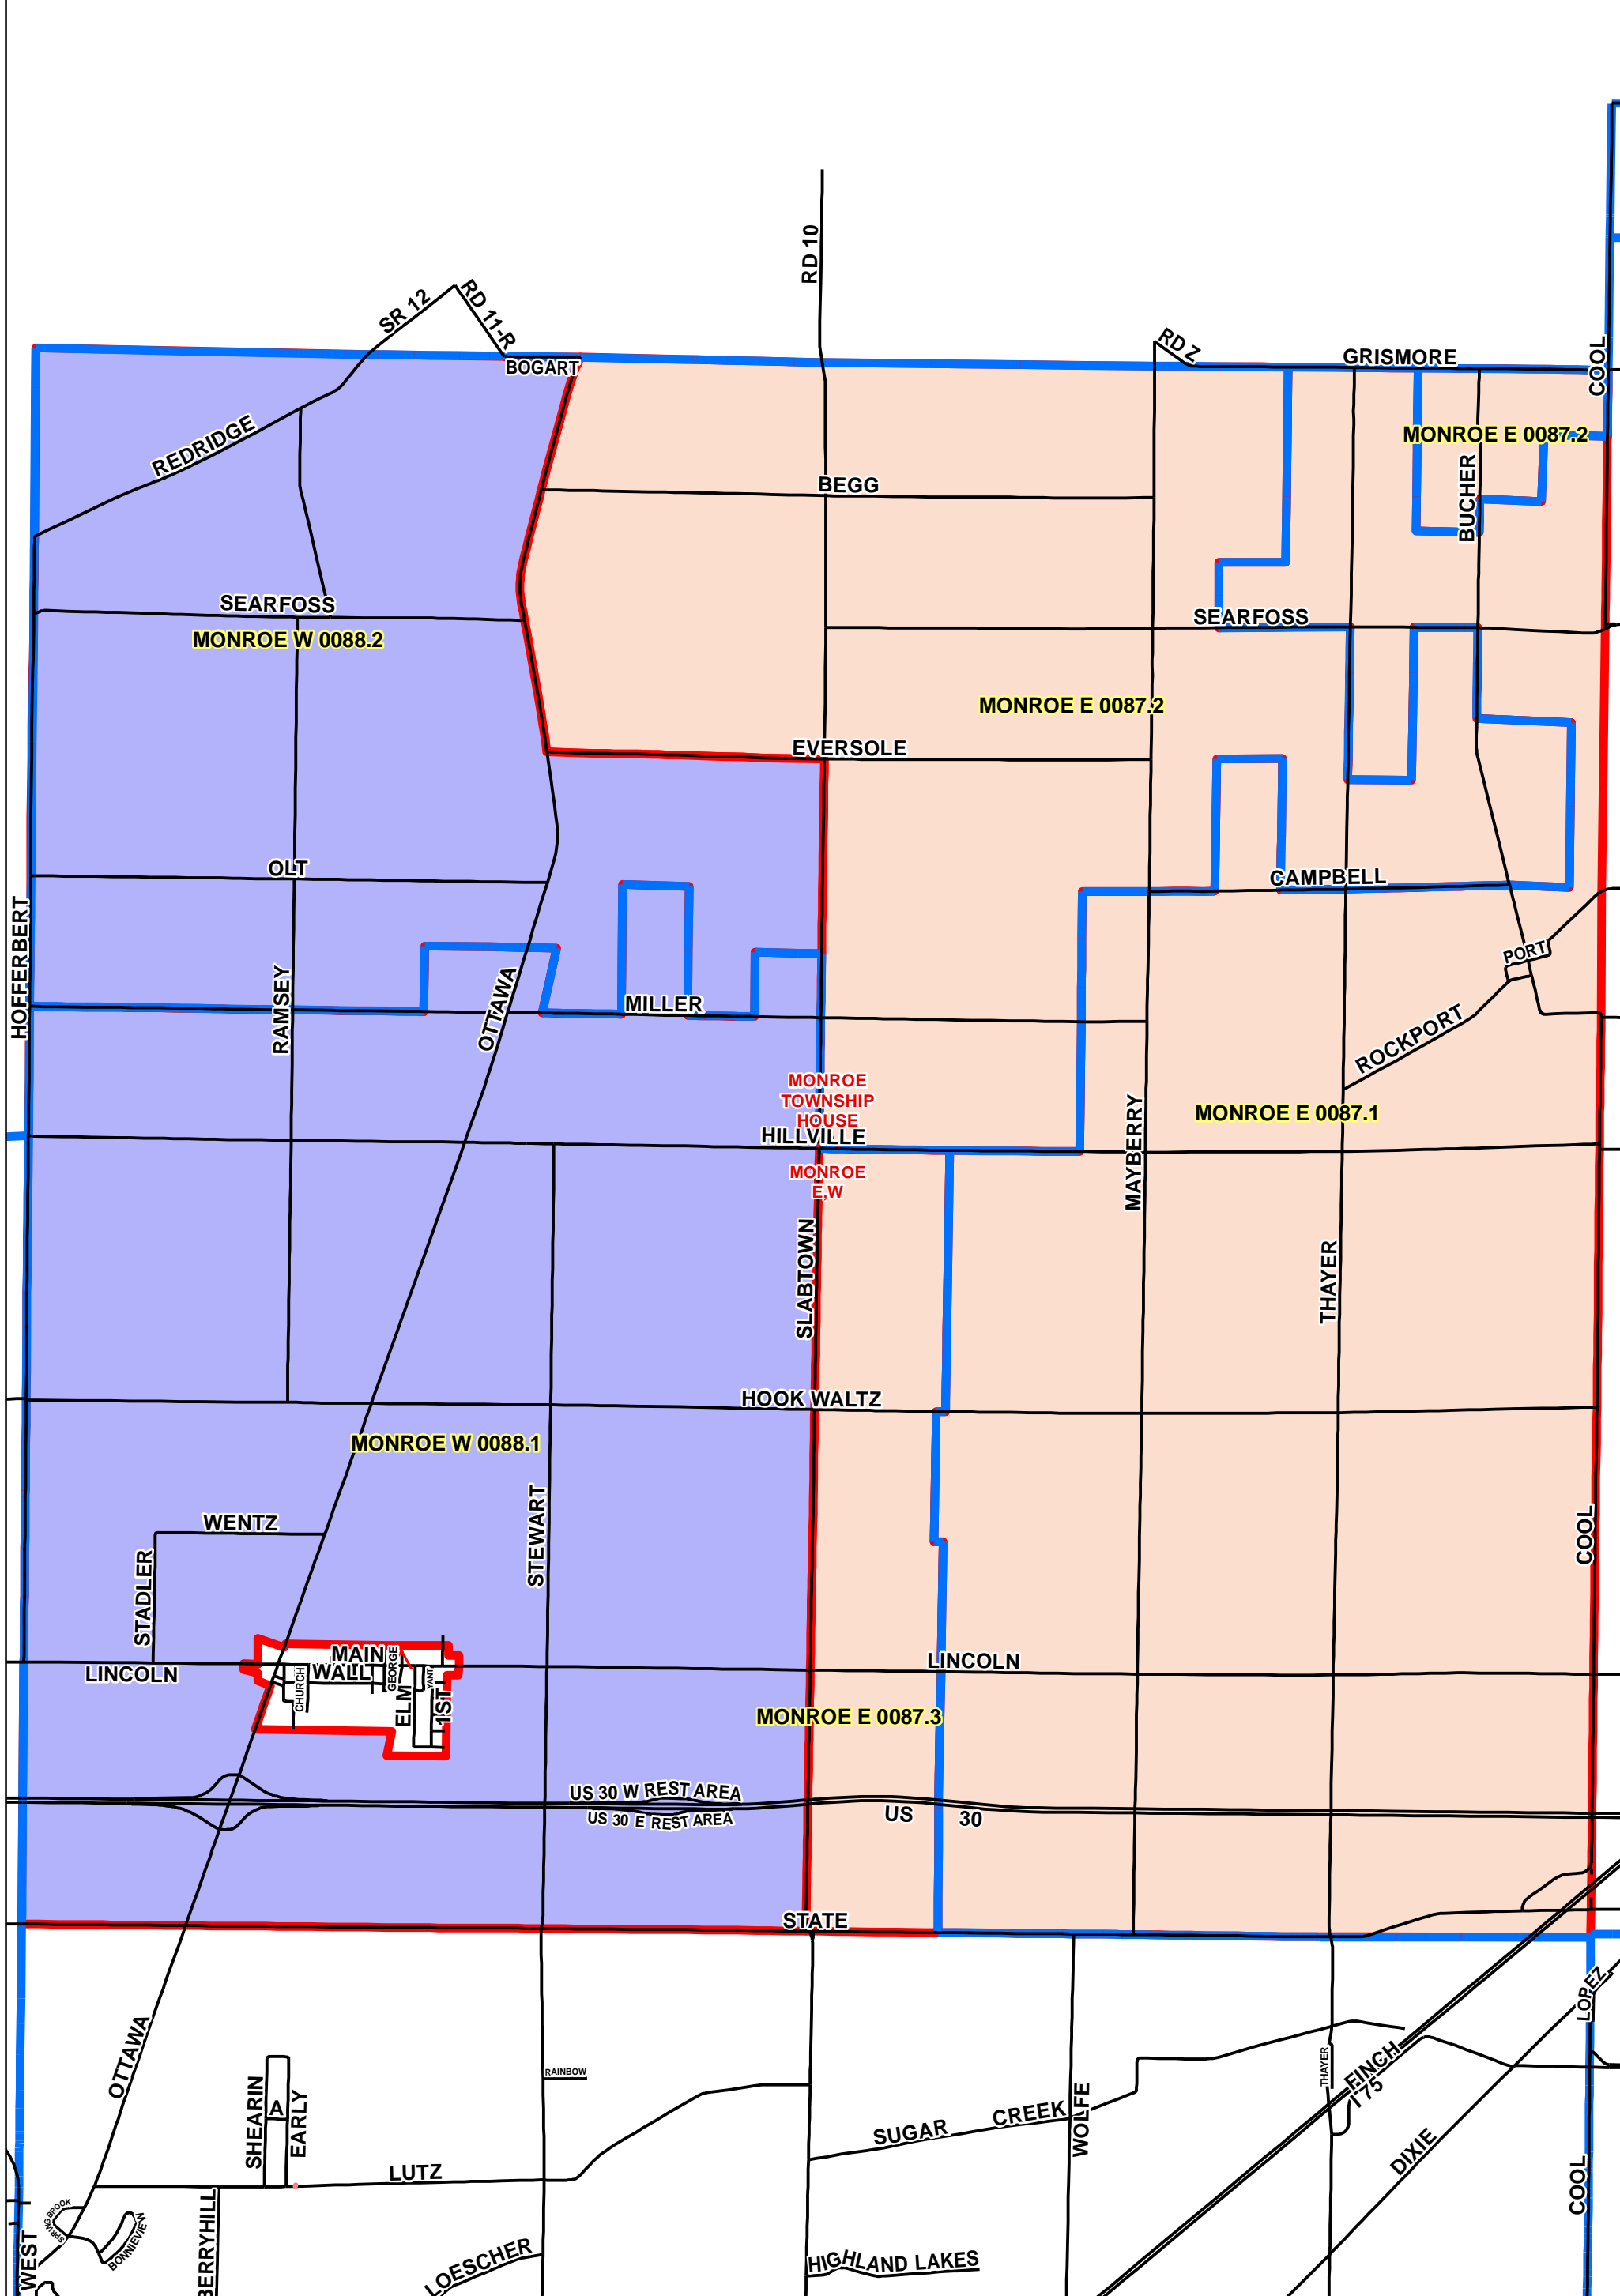 RD 10
SR 12
RD 11-R
RD Z
BOGART
GRISMORE
COOL
REDRIDGE
MONROE E 0087.2
BEGG
BUCHER
SEARFOSS
SEARFOSS
MONROE W 0088.2
MONROE E 0087.2
EVERSOLE
OLT
CAMPBELL
HOFFERBERT
RAMSEY
OTTAWA
MILLER
PORT
ROCKPORT
MONROE
TOWNSHIP
HOUSE
MONROE E 0087.1
HILLVILLE
MAYBERRY
MONROE
E,W
SLABTOWN
THAYER
HOOK WALTZ
MONROE W 0088.1
STEWART
COOL
WENTZ
STADLER
MAIN
LINCOLN
WALL
GEORGE
CHURCH
YANT
ELM
1ST
LINCOLN
MONROE E 0087.3
US 30 W REST AREA
US 30 E REST AREA
US
30
STATE
LOPEZ
OTTAWA
RAINBOW
THAYER
FINCH
I 75
SHEARIN
A
EARLY
SUGAR
CREEK
WOLFE
DIXIE
LUTZ
COOL
SPRING BROOK
BONNIEVIEW
WEST
BERRYHILL
LOESCHER
HIGHLAND LAKES